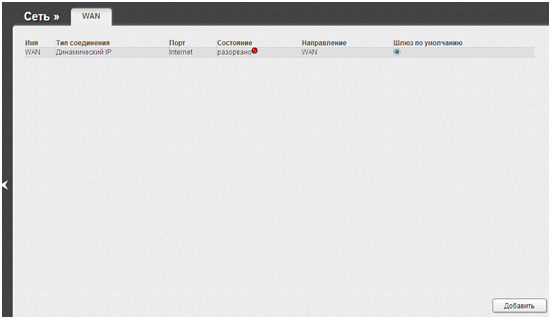 Сеть » WAN
Имя Тип соединения Порт Состояние Направление Шлюз по умолчанию
WAN Динамический IP Internet разорвано WAN
Добавить